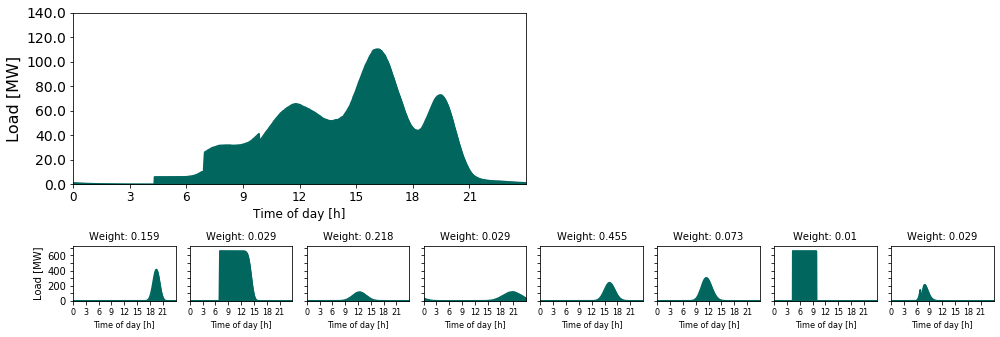 140.0
120.0
100.0
80.0
60.0
40.0
20.0
0.0
Load [MW]
0 3 6 9 12 15 18 21
Time of day [h]
Weight: 0.159 Weight: 0.029 Weight: 0.218 Weight: 0.029 Weight: 0.455 Weight: 0.073 Weight: 0.01 Weight: 0.029
600
400
200
0
Load [MW]
0 3 6 9 12 15 18 21 0 3 6 9 12 15 18 21 0 3 6 9 12 15 18 21 0 3 6 9 12 15 18 21 0 3 6 9 12 15 18 21 0 3 6 9 12 15 18 21 0 3 6 9 12 15 18 21 0 3 6 9 12 15 18 21
Time of day [h] Time of day [h] Time of day [h] Time of day [h] Time of day [h] Time of day [h] Time of day [h] Time of day [h]